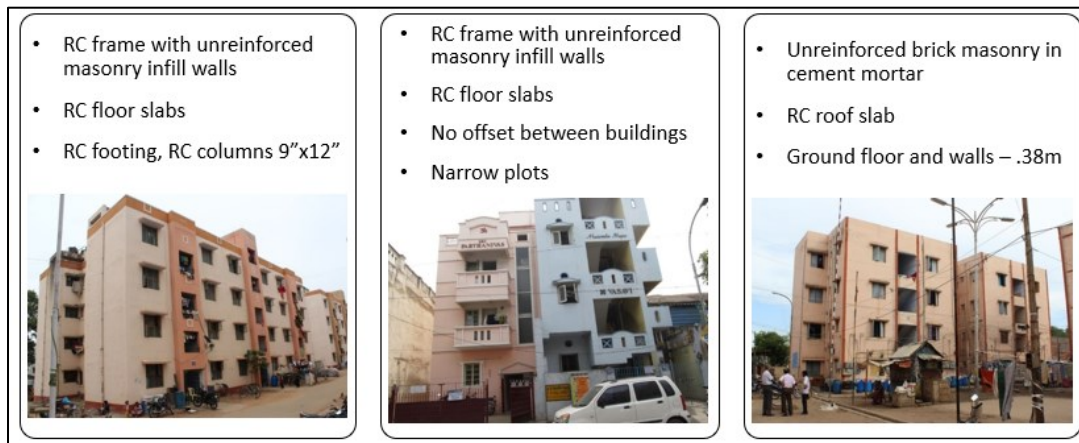 • RC frame with unreinforced
masonry infill walls
• RC floor slabs
• RC footing, RC columns 9”x12”
• RC frame with unreinforced
masonry infill walls
• RC floor slabs
• No offset between buildings
• Narrow plots
• Unreinforced brick masonry in
cement mortar
• RC roof slab
• Ground floor and walls – .38m